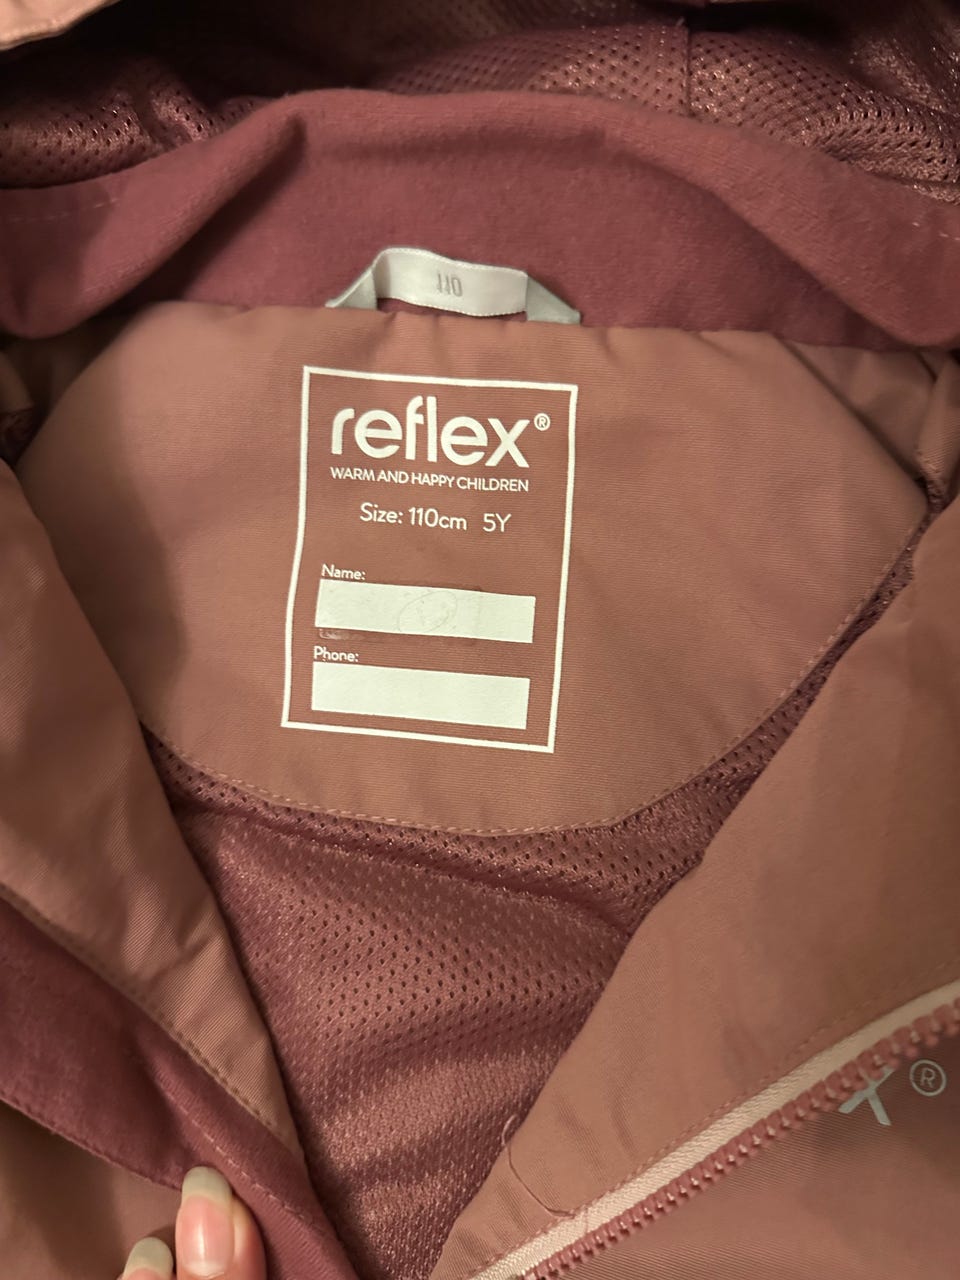 110
reflex®
WARM AND HAPPY CHILDREN
Size: 110cm 5Y
Name:
Phone:
x®